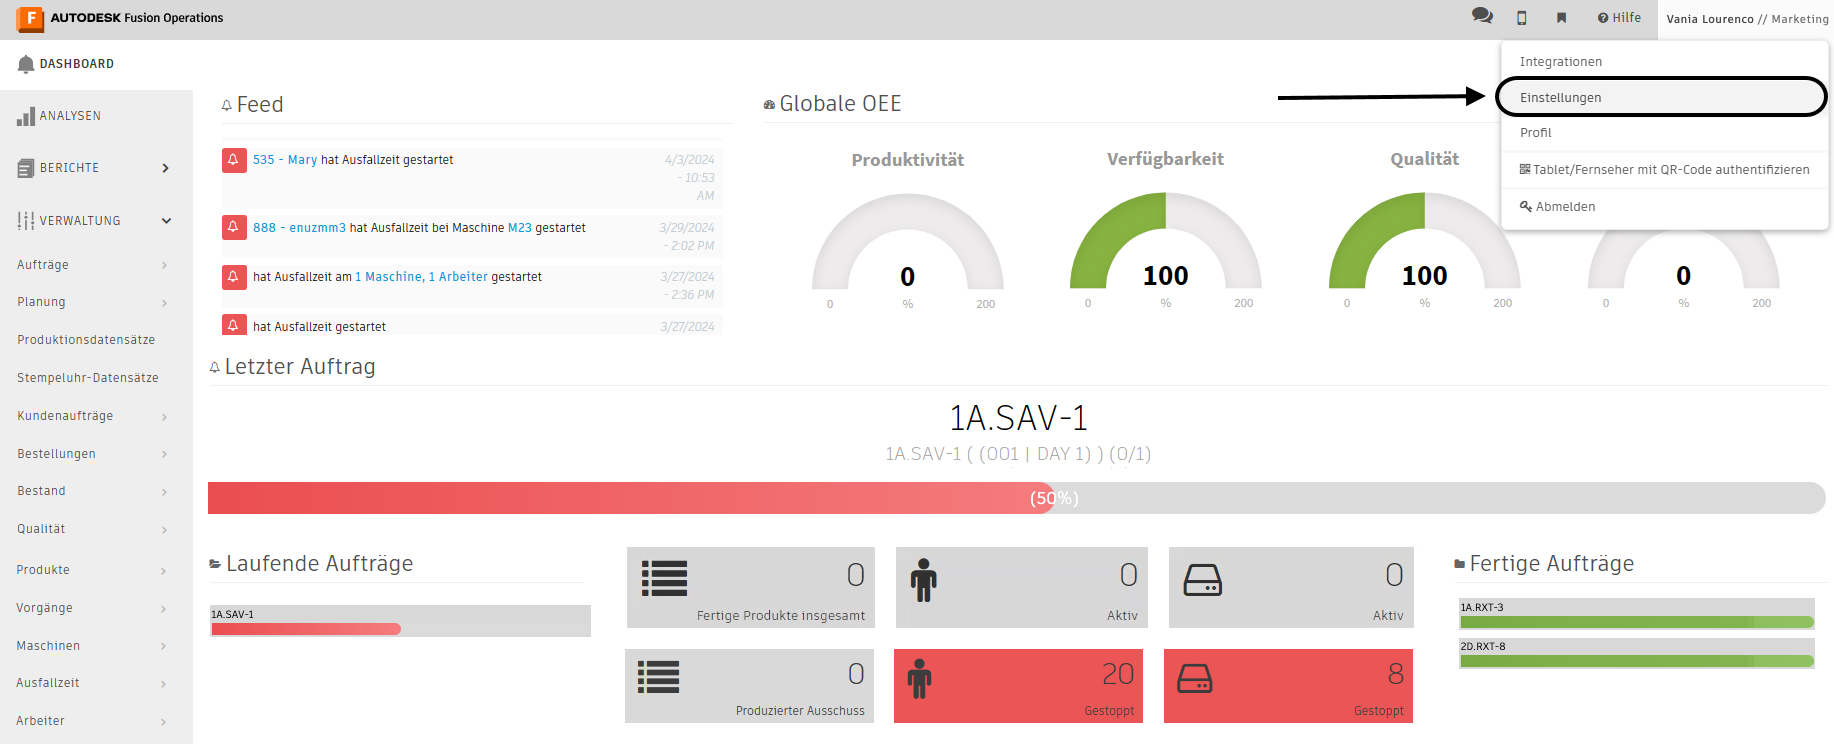 AUTODESK Fusion Operations
Hilfe
Vania Lourenco // Marketing
DASHBOARD
ANALYSEN
BERICHTE
VERWALTUNG
Aufträge
Planung
Produktionsdatensätze
Stempeluhr-Datensätze
Kundenaufträge
Bestellungen
Bestand
Qualität
Produkte
Vorgänge
Maschinen
Ausfallzeit
Arbeiter
Integrationen
Einstellungen
Profil
Tablet/Fernseher mit QR-Code authentifizieren
Abmelden
Feed
535 - Mary hat Ausfallzeit gestartet
4/3/2024
- 10:53
AM
888 - enuzmm3 hat Ausfallzeit bei Maschine M23 gestartet
3/29/2024
- 2:02 PM
hat Ausfallzeit am 1 Maschine, 1 Arbeiter gestartet
3/27/2024
- 2:36 PM
hat Ausfallzeit gestartet
3/27/2024
Globale OEE
Produktivität
0
0 % 200
Verfügbarkeit
100
0 % 200
Qualität
100
0 % 200
0
0 % 200
Letzter Auftrag
1A.SAV-1
1A.SAV-1 ( (001 | DAY 1) ) (0/1)
(50%)
Laufende Aufträge
1A.SAV-1
0
Fertige Produkte insgesamt
0
Aktiv
0
Aktiv
0
Produzierter Ausschuss
20
Gestoppt
8
Gestoppt
Fertige Aufträge
1A.RXT-3
2D.RXT-8